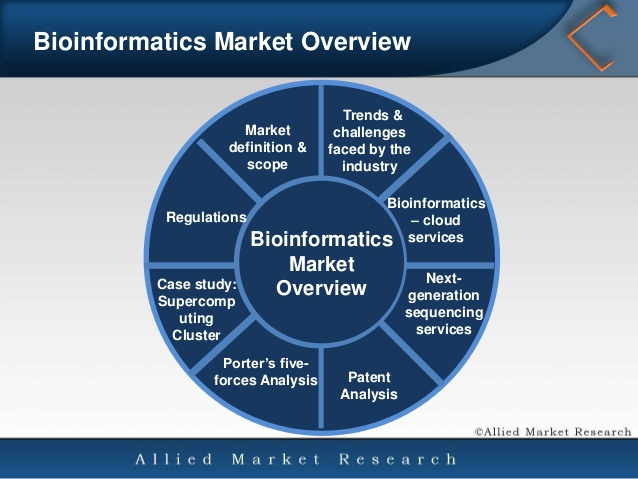 Bioinformatics Market Overview
Trends &
challenges
faced by the
industry
Bioinformatics
– cloud
services
Next-
generation
sequencing
services
Patent
Analysis
Porter's five-
forces Analysis
Case study:
Supercomp
uting
Cluster
Regulations
Market
definition &
scope
Bioinformatics
Market
Overview
©Allied Market Research
Allied Market Research